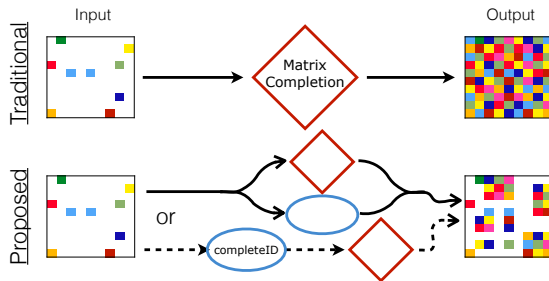 Input
Output
Traditional
Matrix
Completion
Proposed
or
completeID